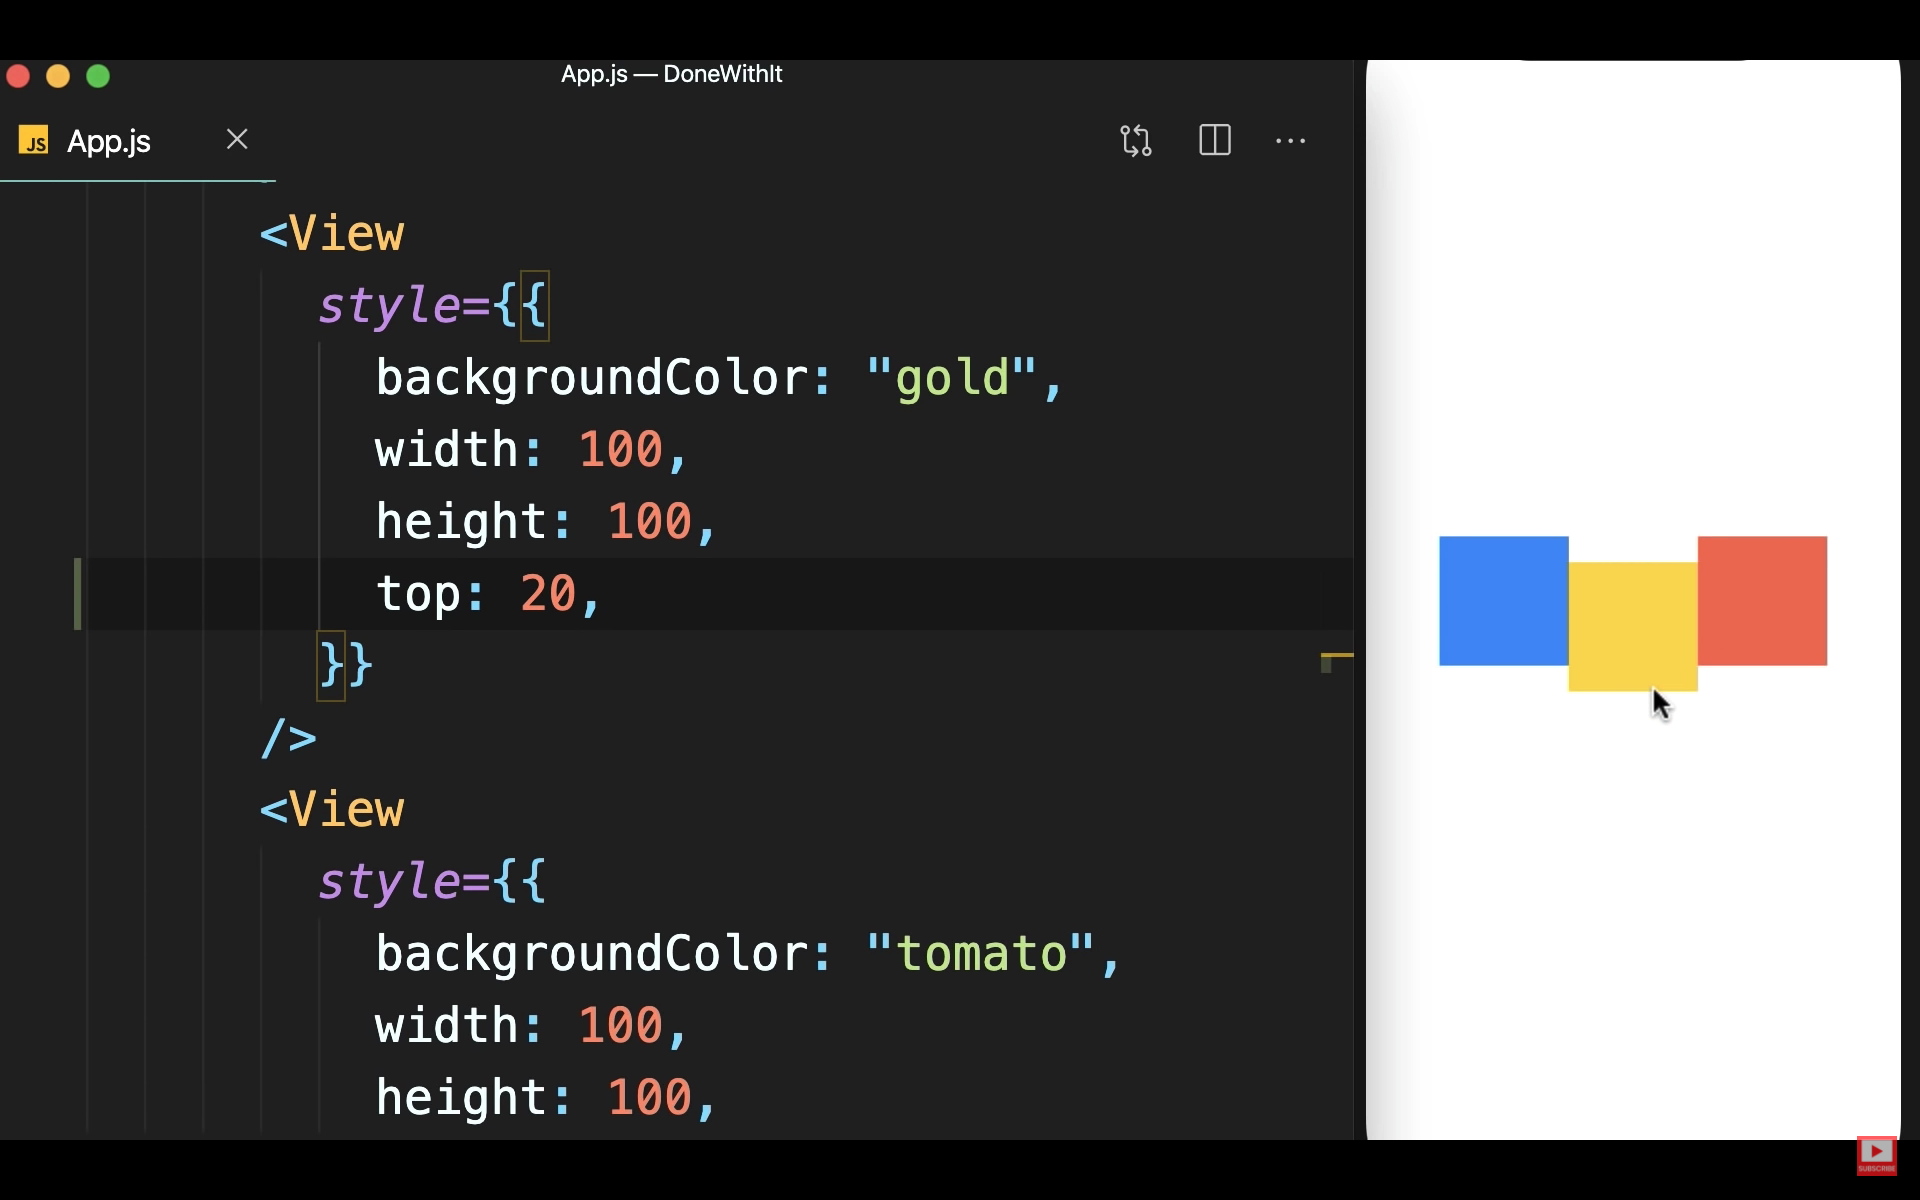 App.js — DoneWithIt
JS App.js
<View
style={{
backgroundColor: "gold",
width: 100,
height: 100,
top: 20,
}}
/>
<View
style={{
backgroundColor: "tomato",
width: 100,
height: 100,
SUBSCRIBE